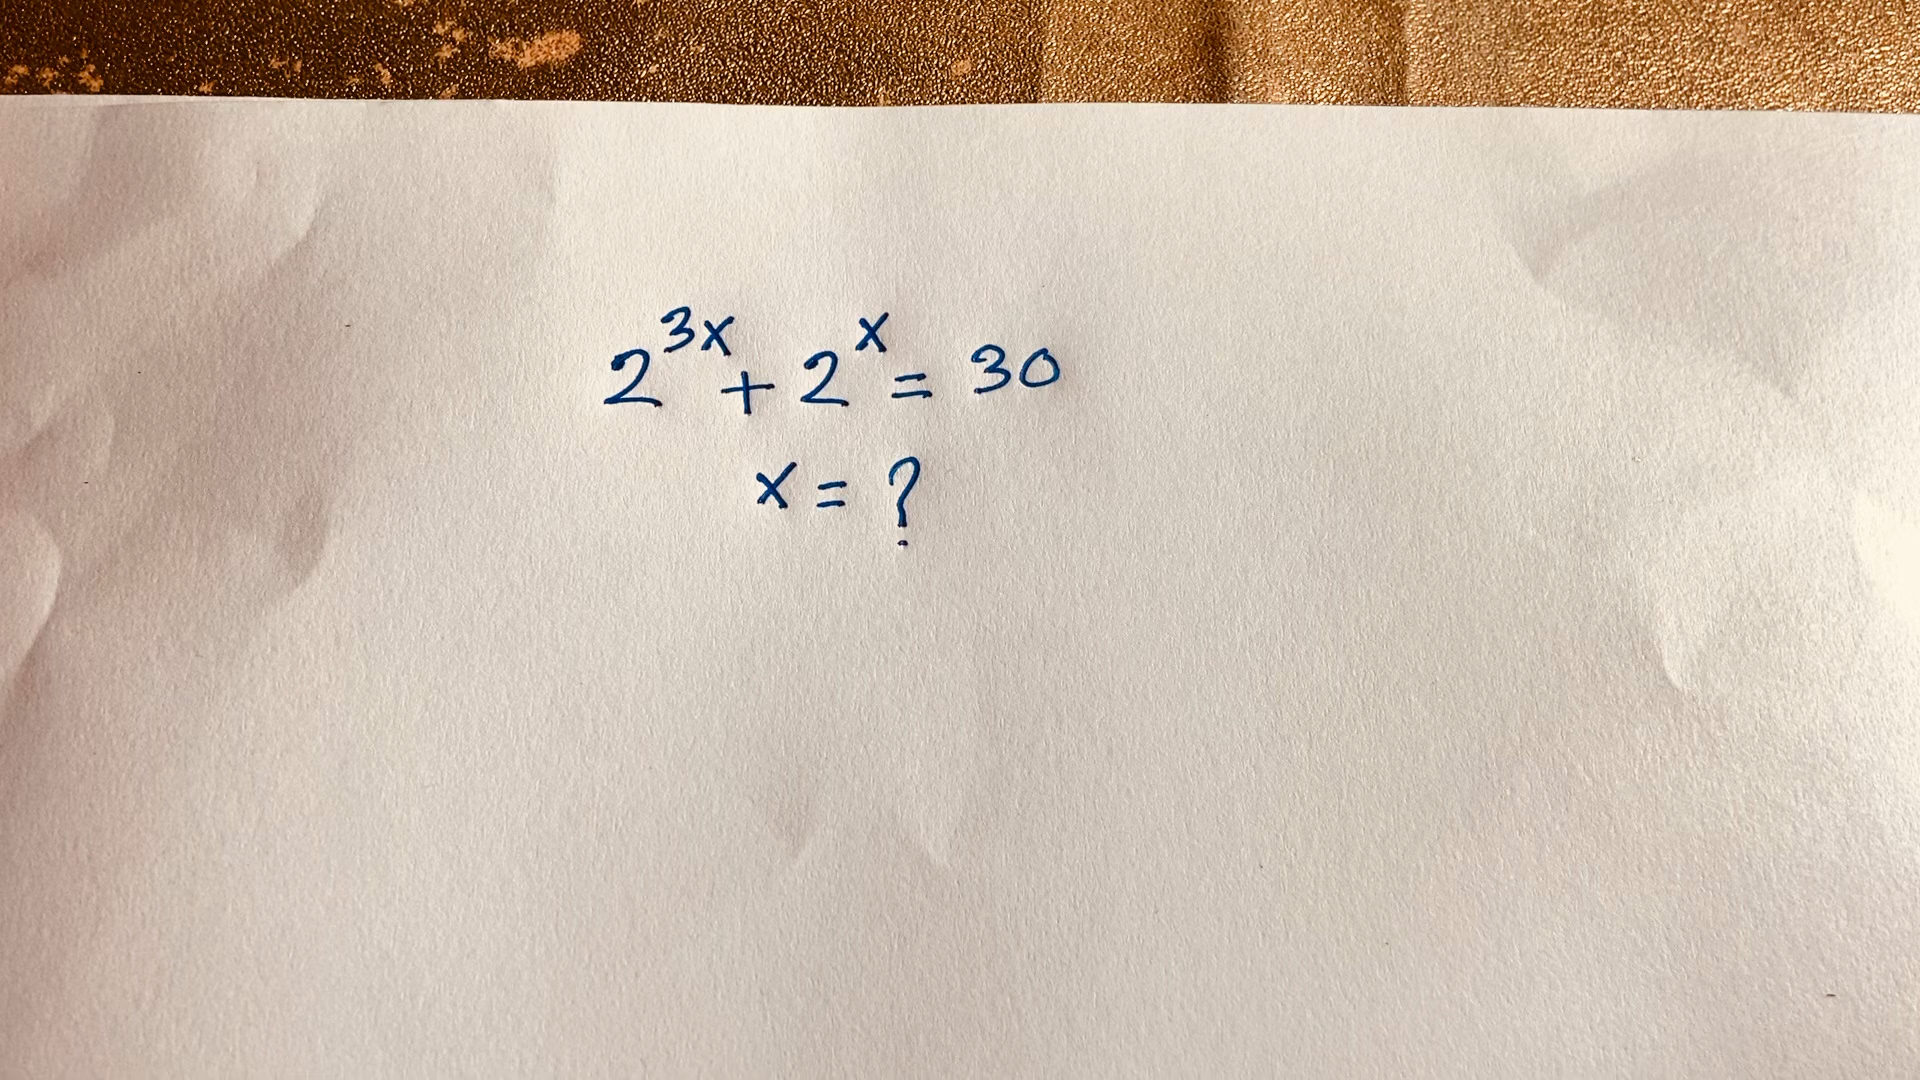 2^{3x} + 2^x = 30
x = ?